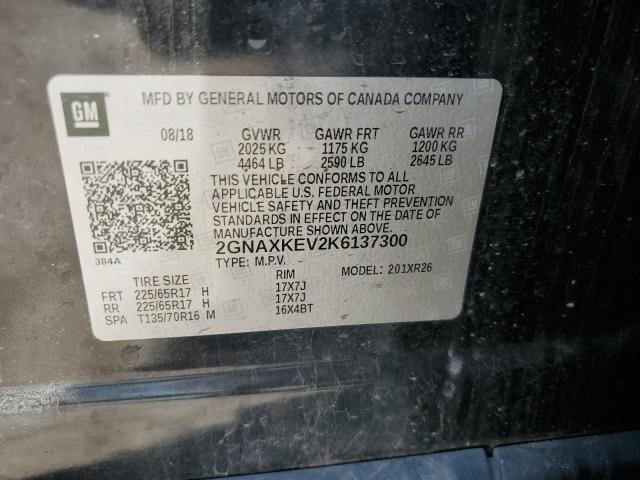 GM
MFD BY GENERAL MOTORS OF CANADA COMPANY
08/18 GVWR GAWR FRT GAWR RR
2025 KG 1175 KG 1200 KG
4464 LB 2590 LB 2645 LB
THIS VEHICLE CONFORMS TO ALL
APPLICABLE U.S. FEDERAL MOTOR
VEHICLE SAFETY AND THEFT PREVENTION
STANDARDS IN EFFECT ON THE DATE OF
MANUFACTURE SHOWN ABOVE.
2GNAXKEV2K6137300
384A TYPE: M.P.V. MODEL: 201XR26
TIRE SIZE RIM
FRT 225/65R17 H 17X7J
RR 225/65R17 H 17X7J
SPA T135/70R16 M 16X4BT